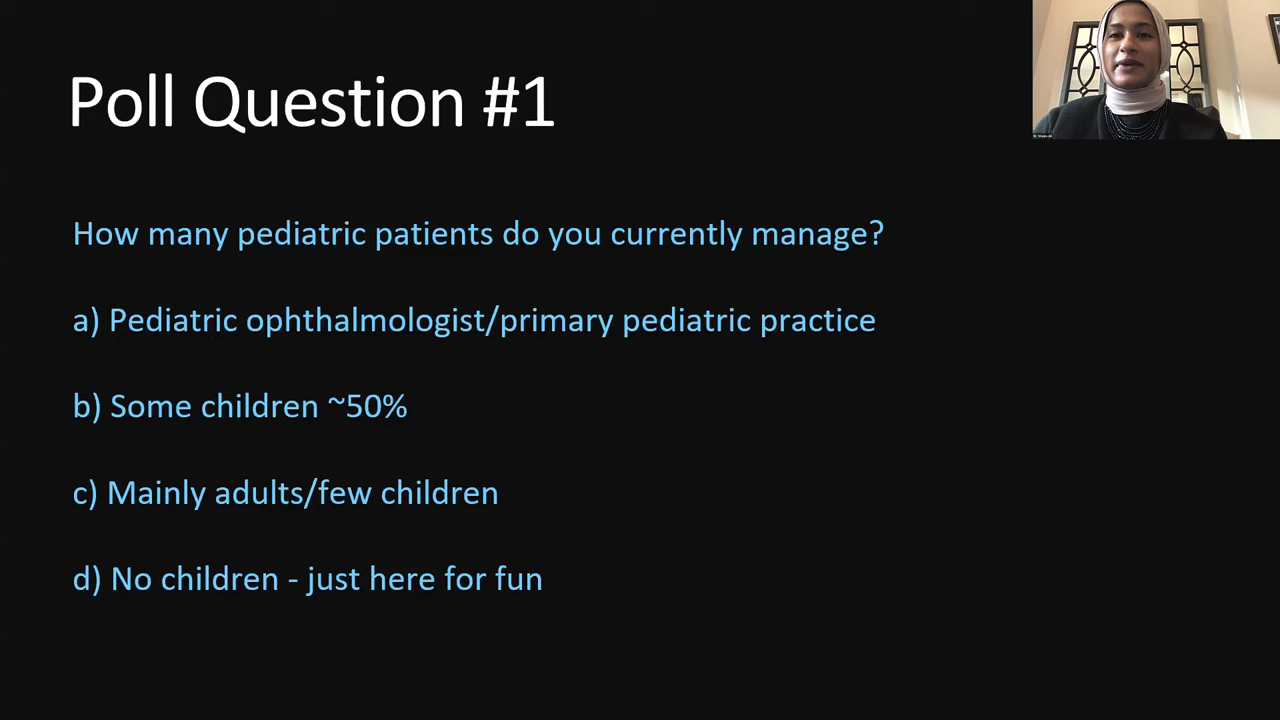 Poll Question #1
How many pediatric patients do you currently manage?
a) Pediatric ophthalmologist/primary pediatric practice
b) Some children ~50%
c) Mainly adults/few children
d) No children - just here for fun